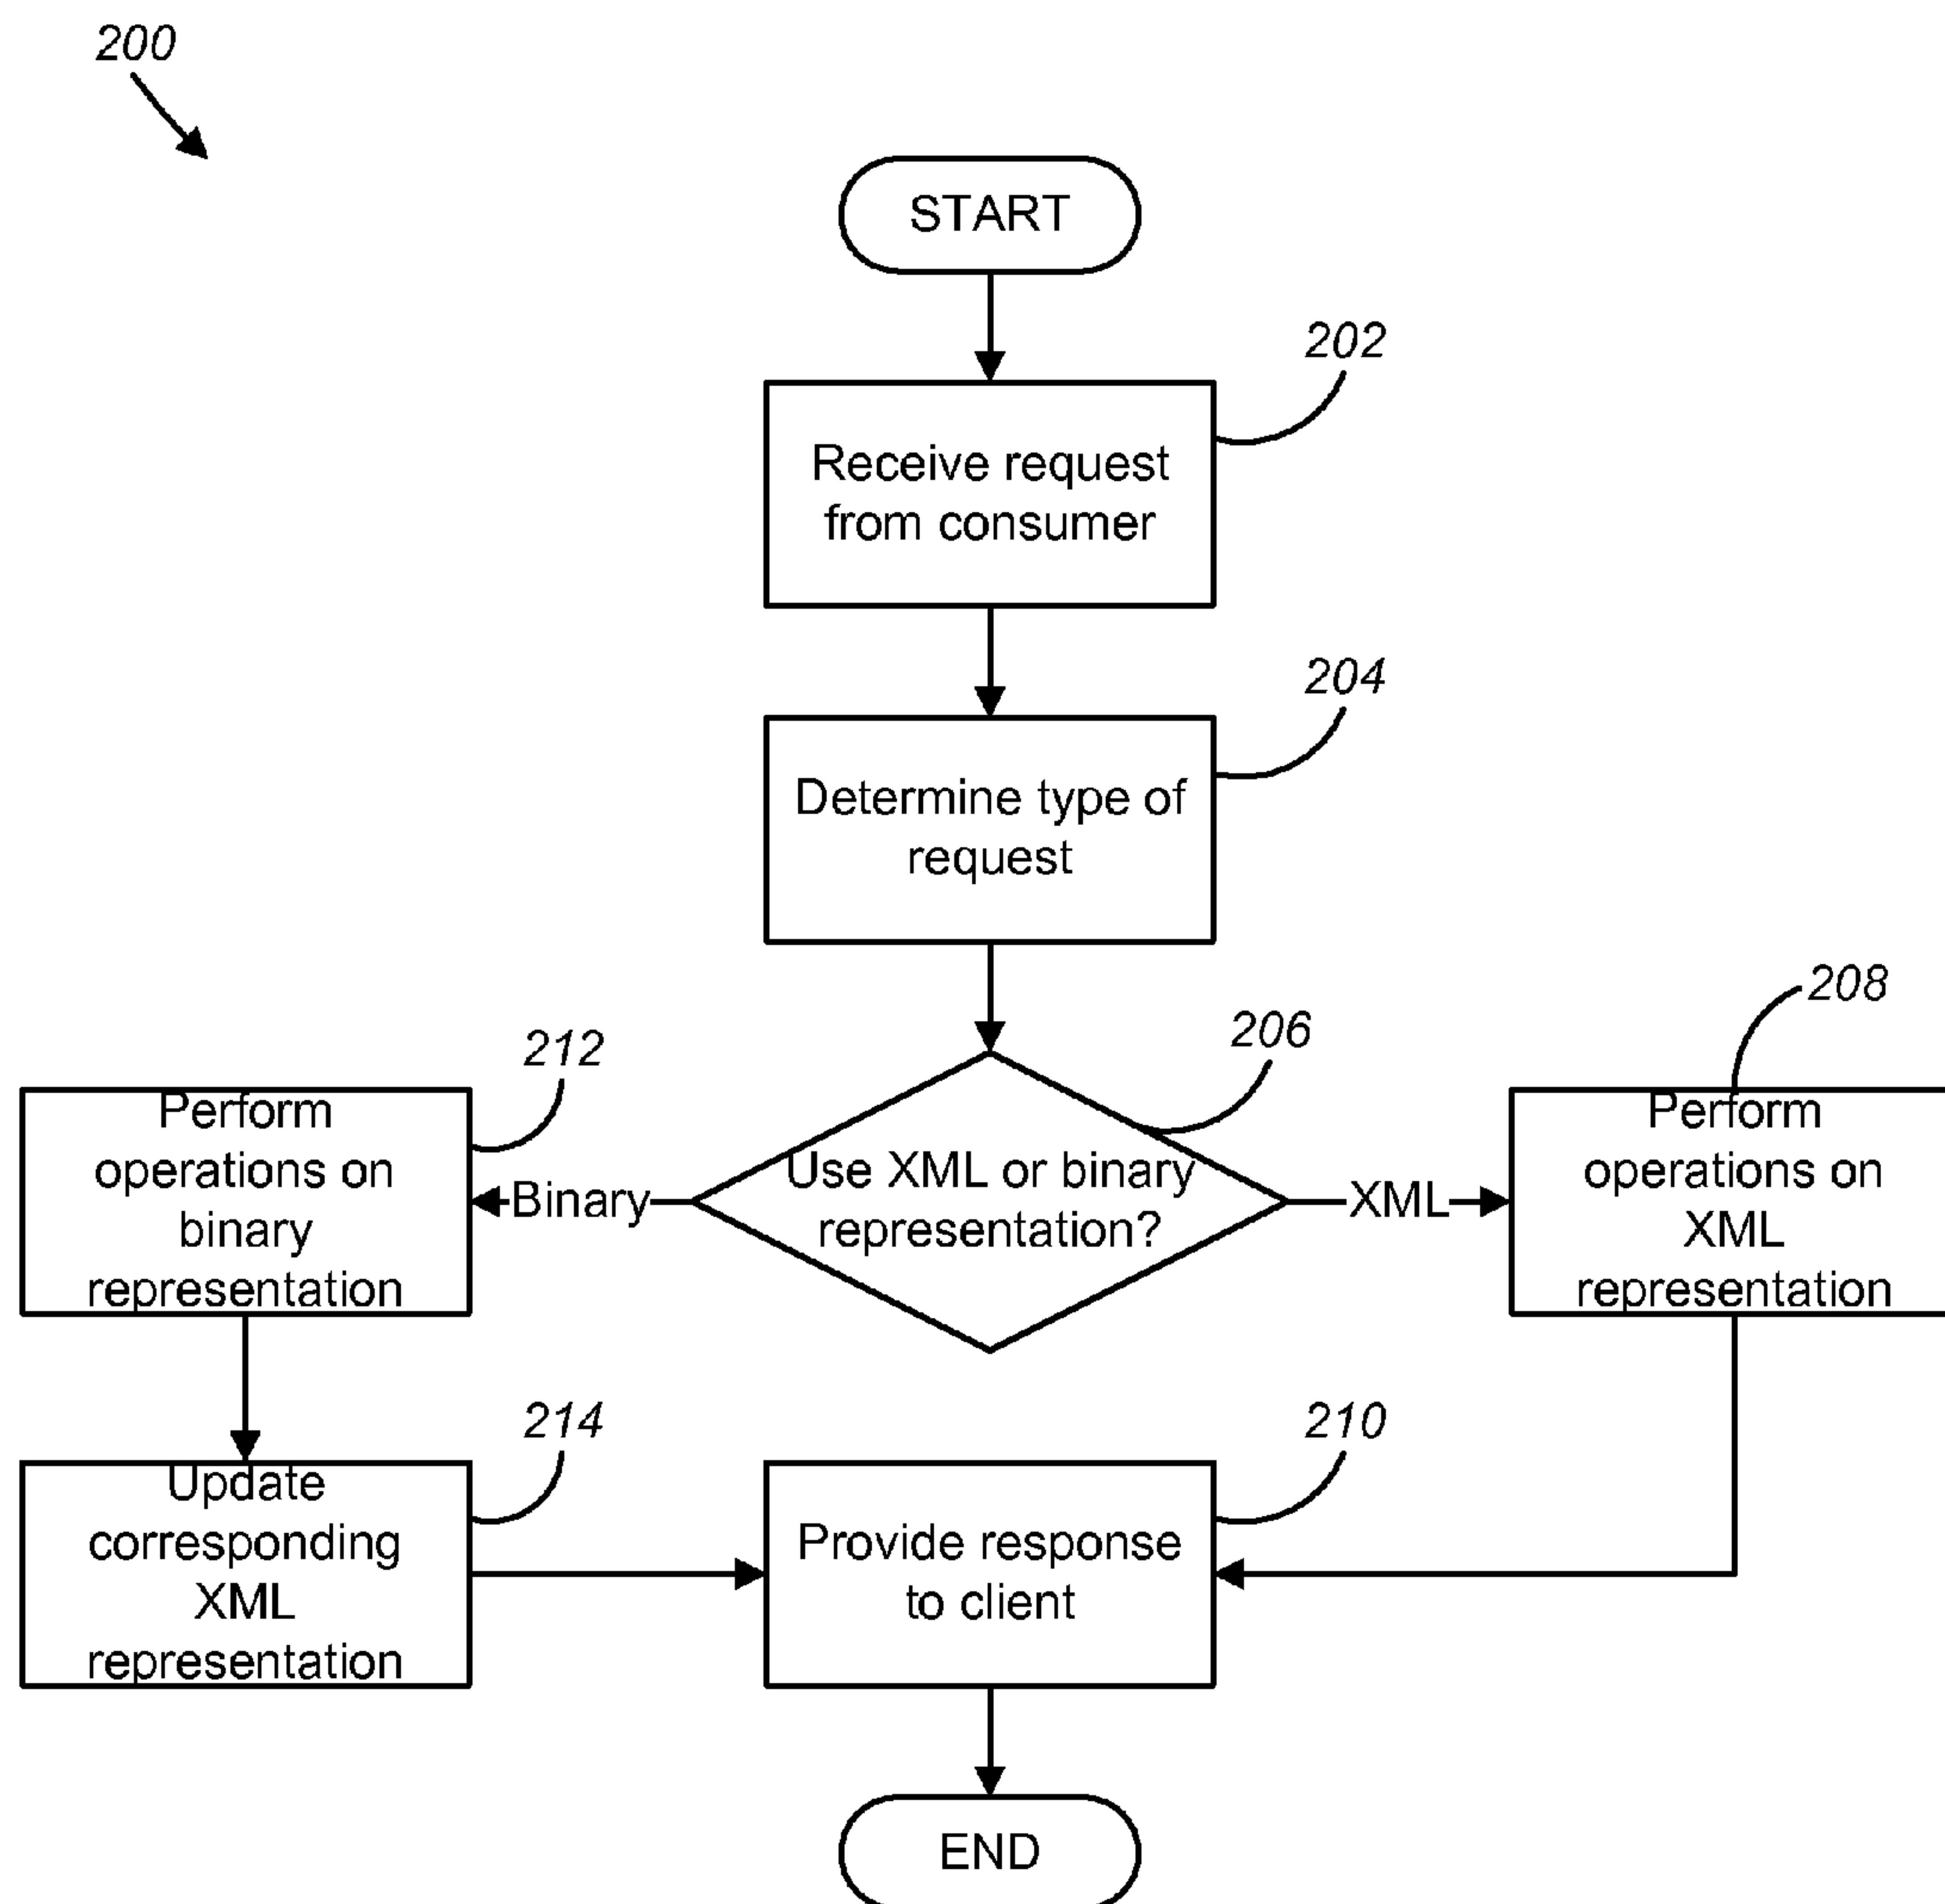 200
START
202
Receive request
from consumer
204
Determine type of
request
206
Use XML or binary
representation?
Binary
XML
212
Perform
operations on
binary
representation
208
Perform
operations on
XML
representation
214
Update
corresponding
XML
representation
210
Provide response
to client
END